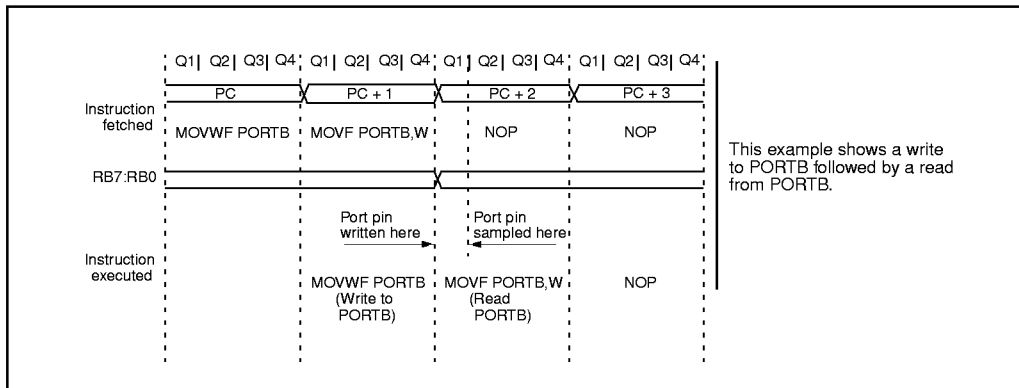 Q1| Q2| Q3| Q4 Q1| Q2| Q3| Q4 Q1| Q2| Q3| Q4 Q1| Q2| Q3| Q4
PC PC + 1 PC + 2 PC + 3
Instruction
fetched
MOVWF PORTB MOVF PORTB,W NOP NOP
This example shows a write
to PORTB followed by a read
from PORTB.
RB7:RB0
Port pin
written here
Port pin
sampled here
Instruction
executed
MOVWF PORTB
(Write to
PORTB)
MOVF PORTB,W
(Read
PORTB)
NOP